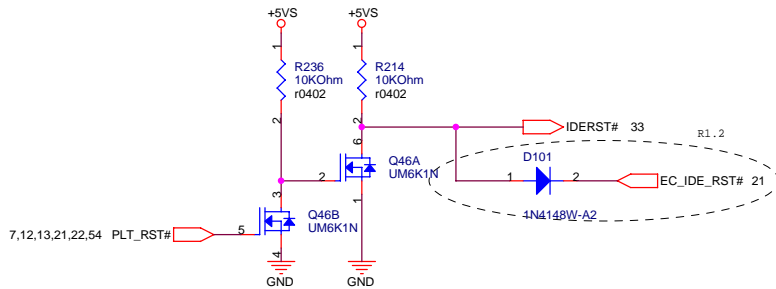 +5VS
+5VS
1
1
R236
10KOhm
r0402
R214
10KOhm
r0402
2
2
IDERST# 33
R1.2
6
Q46A
UM6K1N
D101
2
1
2
EC_IDE_RST# 21
3
1
1N4148W-A2
Q46B
UM6K1N
7,12,13,21,22,54 PLT_RST#
5
4
GND
GND